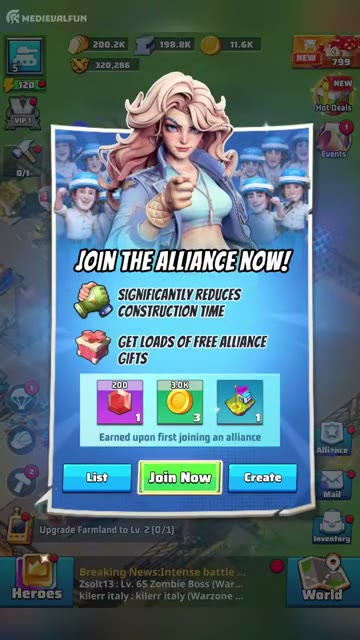 MEDIEVALFUN
200.2K
198.8K
11.6K
5
320,286
NEW
799
120
VIP 1
NEW
Hot Deals
0/1
1
Events
JOIN THE ALLIANCE NOW!
SIGNIFICANTLY REDUCES
CONSTRUCTION TIME
GET LOADS OF FREE ALLIANCE
GIFTS
200
3.0K
1
3
1
Earned upon first joining an alliance
List
Join Now
Create
Alliance
Mail
Inventory
Upgrade Farmland to Lv. 2 [0/1]
Heroes
Breaking News:Intense battle ...
Zsolt13 : Lv. 65 Zombie Boss (War...
kilerr italy : kilerr italy (Warzone ...
World